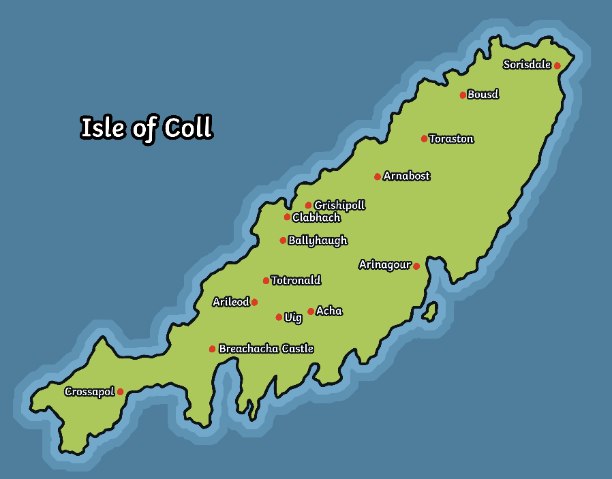 Sorisdale
Bousd
Isle of Coll
Toraston
Arnabost
Grishipoll
Clabhach
Ballyhaugh
Arinagour
Totronald
Arileod
Acha
Uig
Breachacha Castle
Crossapol